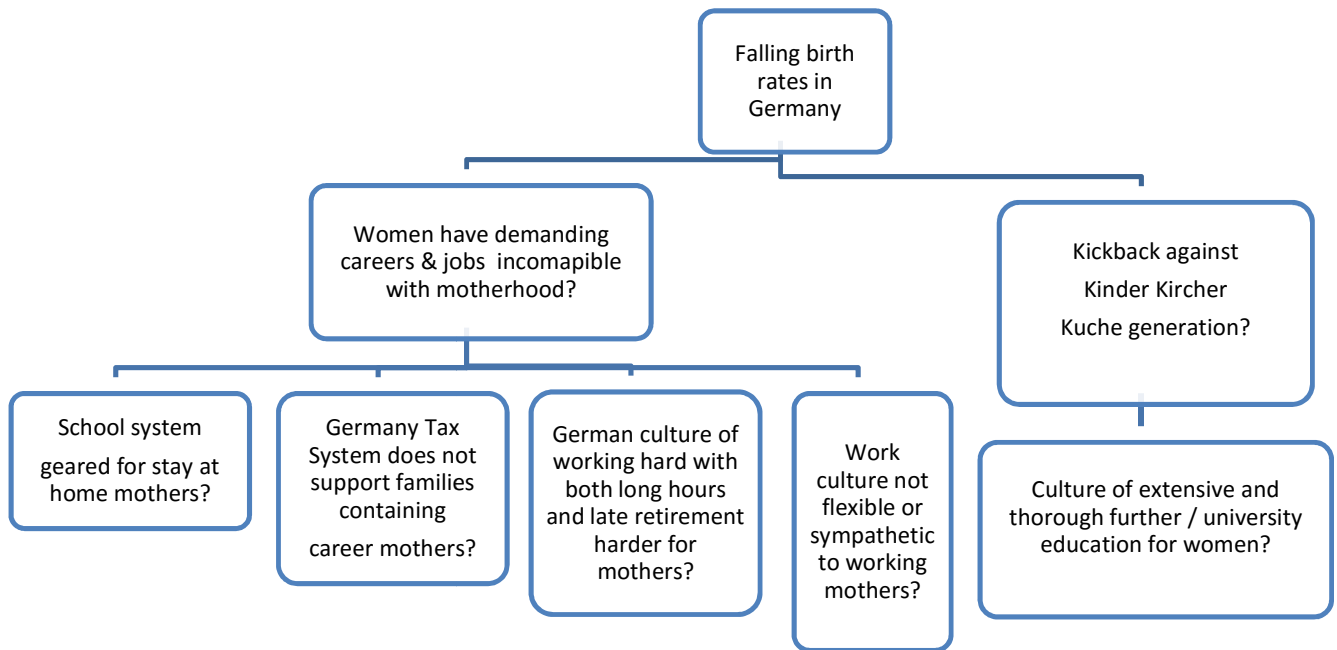 Falling birth
rates in
Germany
Women have demanding
careers & jobs  incomapible
with motherhood?
Kickback against
Kinder Kircher
Kuche generation?
School system
geared for stay at
home mothers?
Germany Tax
System does not
support families
containing
career mothers?
German culture of
working hard with
both long hours
and late retirement
harder for
mothers?
Work
culture not
flexible or
sympathetic
to working
mothers?
Culture of extensive and
thorough further / university
education for women?